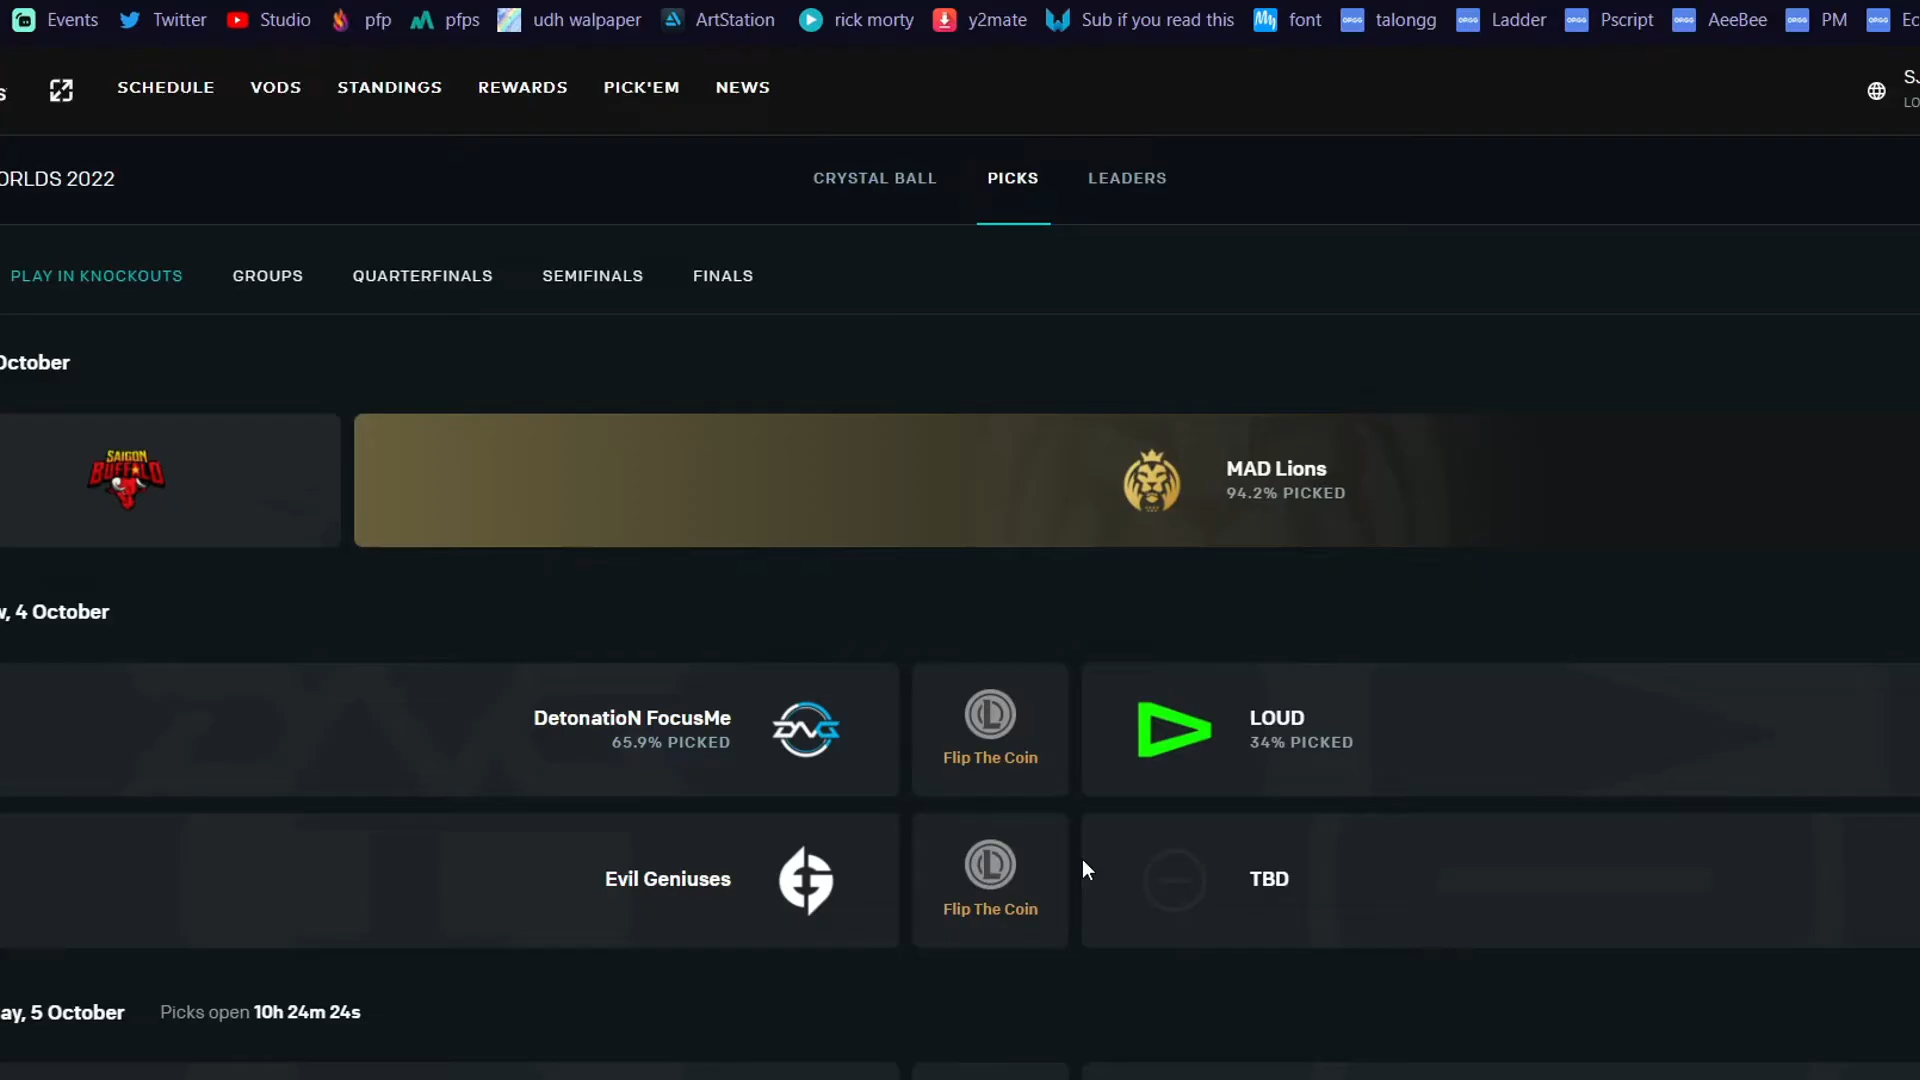 Events Twitter Studio pfp pfps udh walpaper ArtStation rick morty y2mate Sub if you read this font talongg Ladder Pscript AeeBee PM Ec
S SCHEDULE VODS STANDINGS REWARDS PICK'EM NEWS SJ
LO
ORLDS 2022 CRYSTAL BALL PICKS LEADERS
PLAY IN KNOCKOUTS GROUPS QUARTERFINALS SEMIFINALS FINALS
October
SAIGON
BUFFALO
MAD Lions
94.2% PICKED
w, 4 October
DetonatioN FocusMe
65.9% PICKED
Flip The Coin
LOUD
34% PICKED
Evil Geniuses
Flip The Coin
TBD
ay, 5 October Picks open 10h 24m 24s